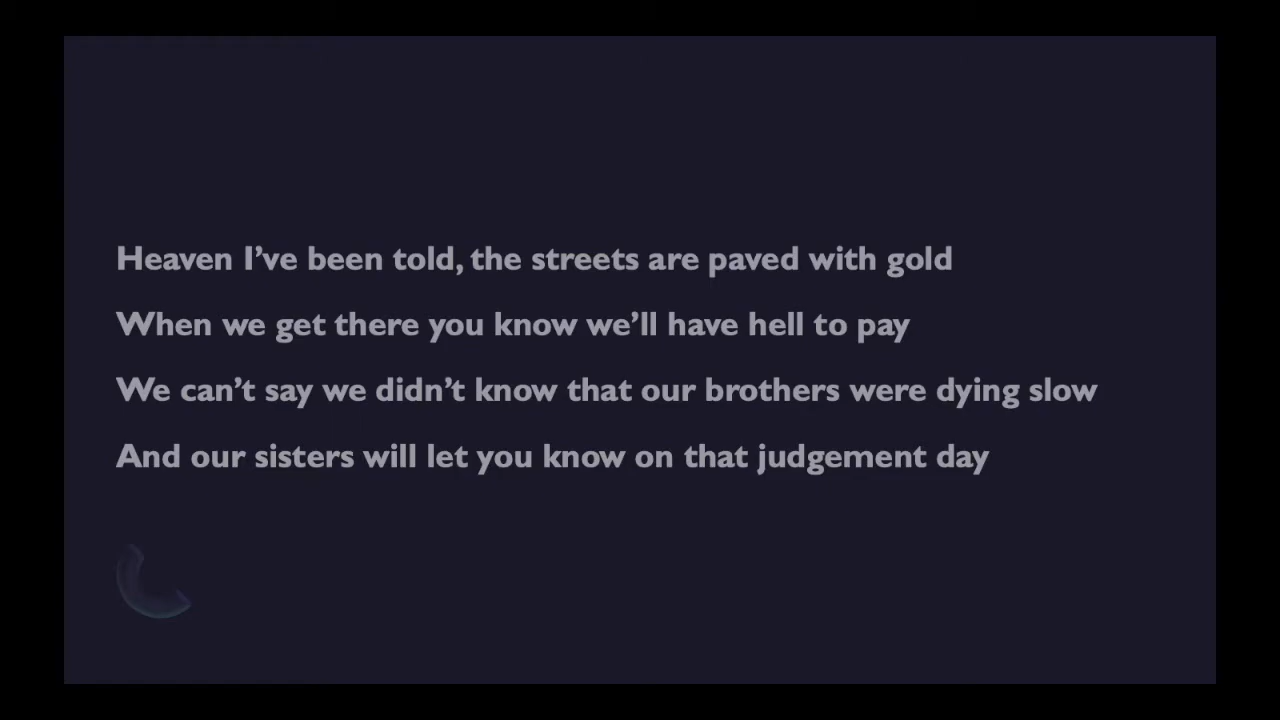 Heaven I’ve been told, the streets are paved with gold
When we get there you know we’ll have hell to pay
We can’t say we didn’t know that our brothers were dying slow
And our sisters will let you know on that judgement day